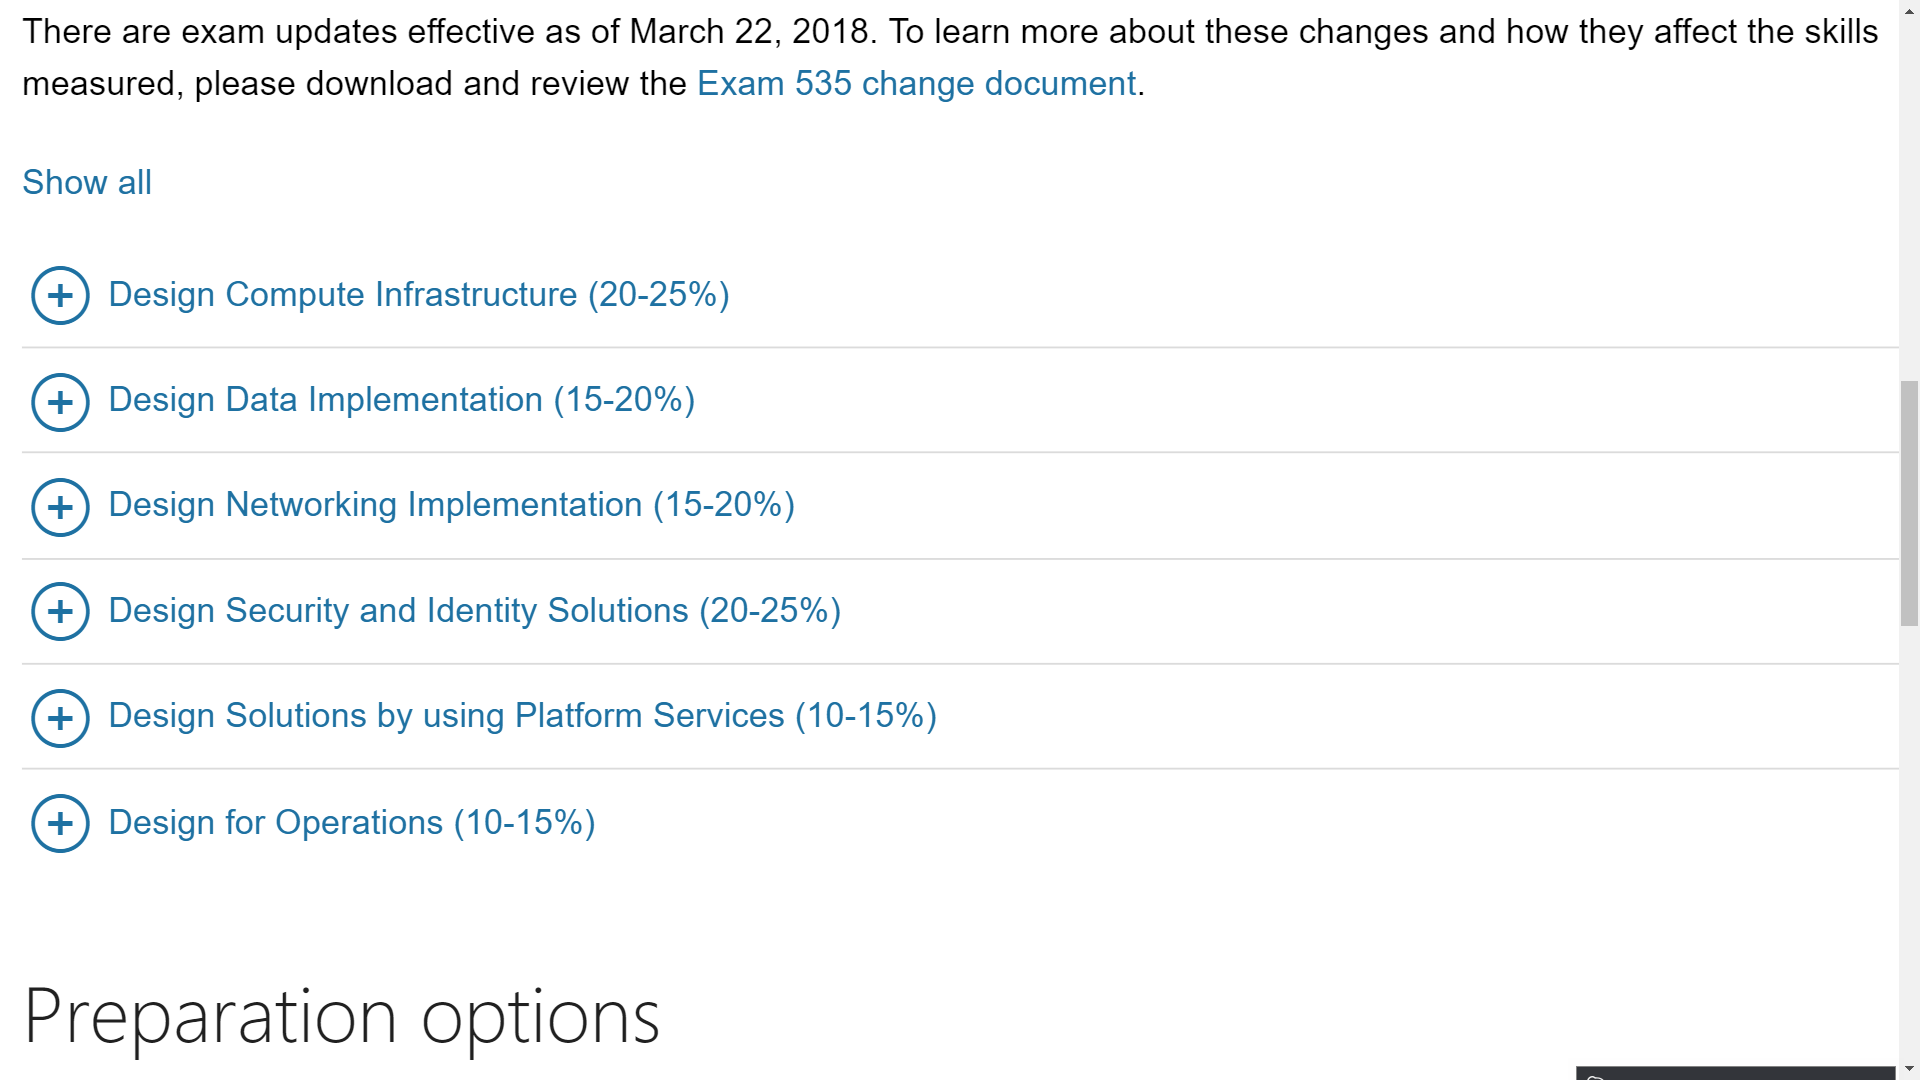 There are exam updates effective as of March 22, 2018. To learn more about these changes and how they affect the skills
measured, please download and review the Exam 535 change document.
Show all
Design Compute Infrastructure (20-25%)
Design Data Implementation (15-20%)
Design Networking Implementation (15-20%)
Design Security and Identity Solutions (20-25%)
Design Solutions by using Platform Services (10-15%)
Design for Operations (10-15%)
Preparation options